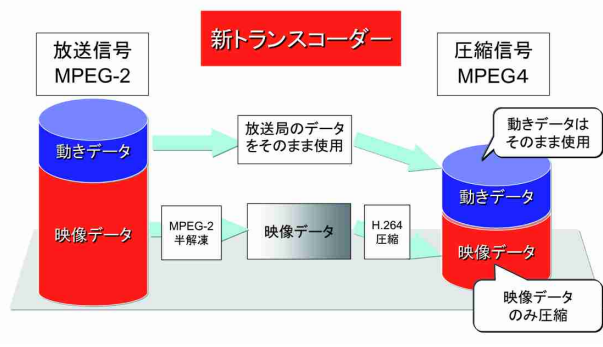 新トランスコーダー
放送信号
MPEG-2
圧縮信号
MPEG4
動きデータ
放送局のデータ
をそのまま使用
動きデータは
そのまま使用
動きデータ
映像データ
MPEG-2
半解凍
映像データ
H.264
圧縮
映像データ
映像データ
のみ圧縮